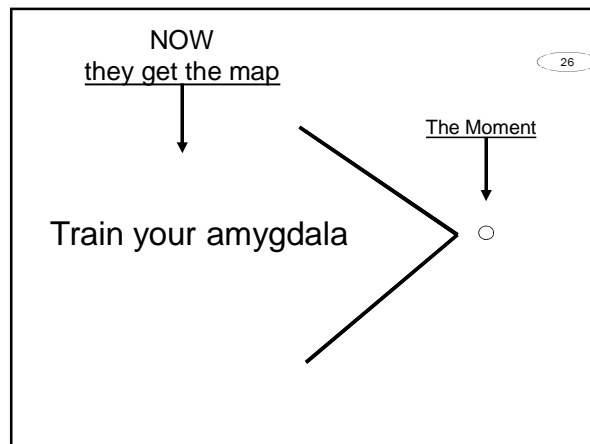 NOW
they get the map
26
The Moment
Train your amygdala